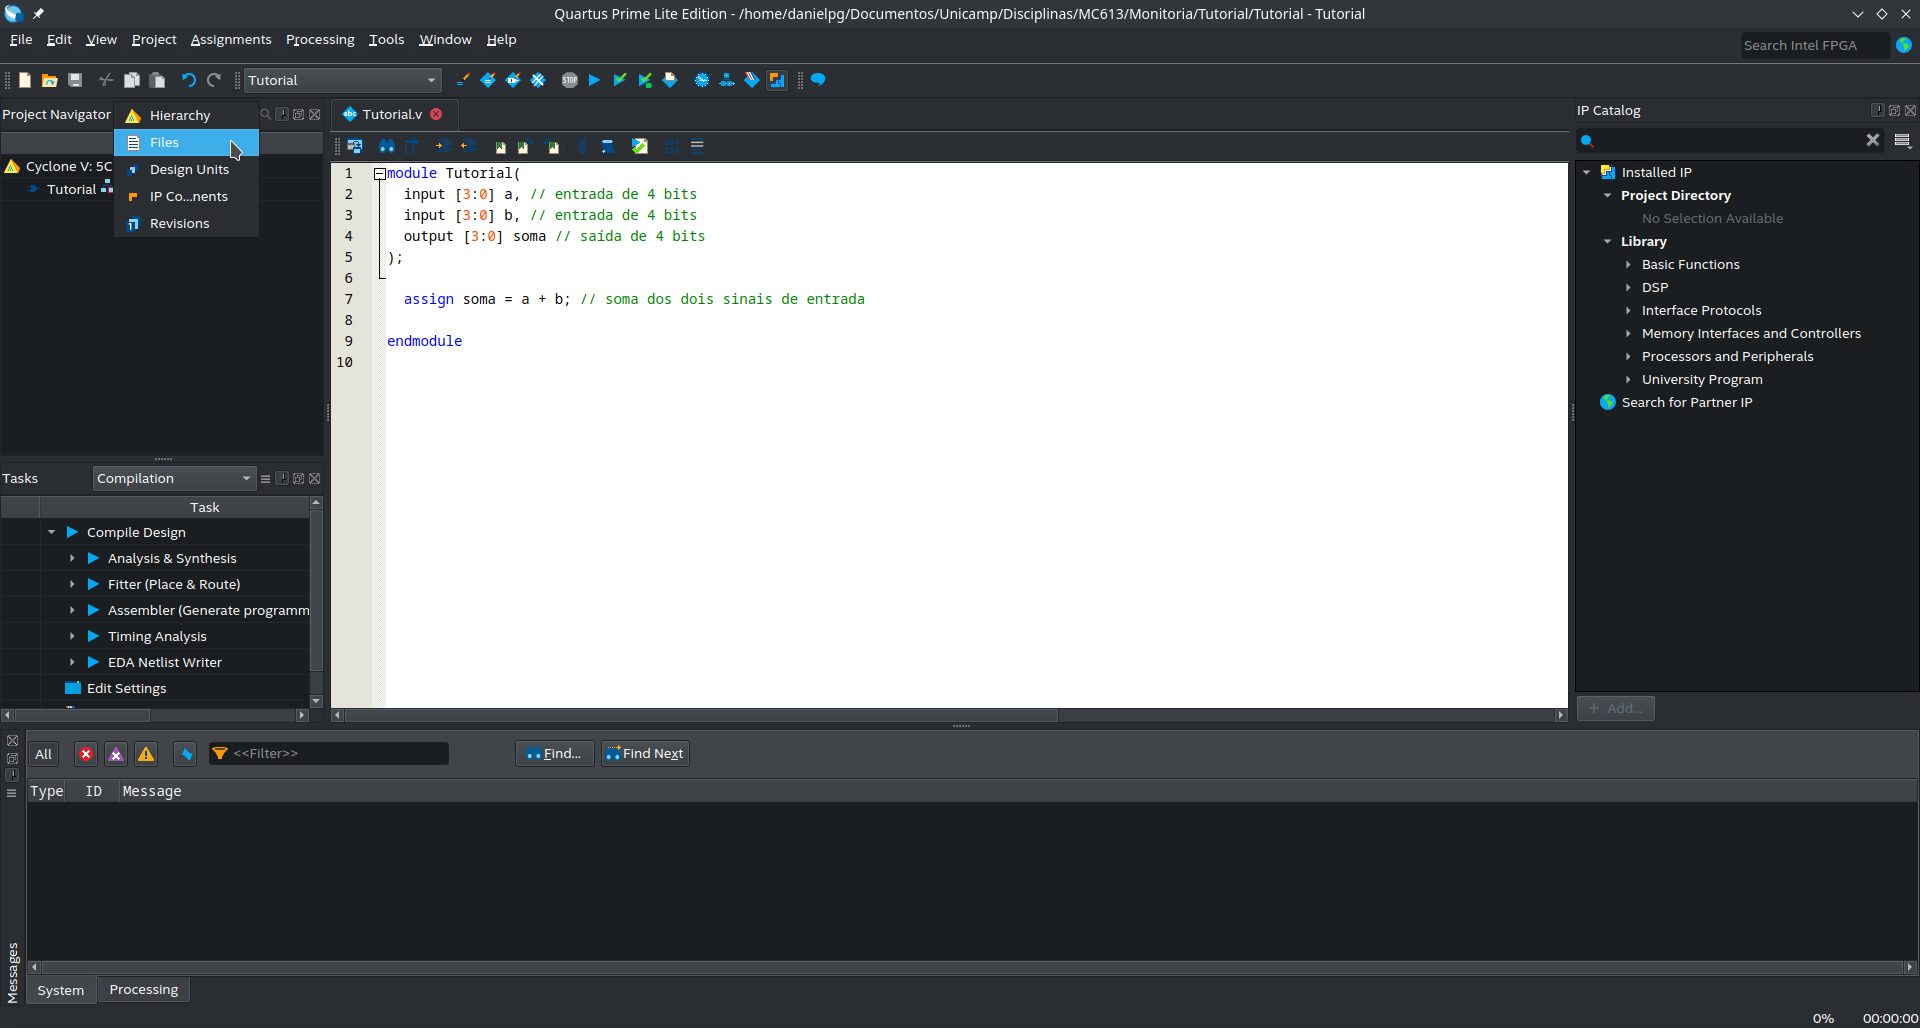 Quartus Prime Lite Edition - /home/danielpg/Documentos/Unicamp/Disciplinas/MC613/Monitoria/Tutorial/Tutorial - Tutorial
File Edit View Project Assignments Processing Tools Window Help
Search Intel FPGA
Tutorial
STOP
Project Navigator
Hierarchy
Files
Design Units
IP Co...nents
Revisions
Cyclone V: 5C
Tutorial
Tasks
Compilation
Task
Compile Design
Analysis & Synthesis
Fitter (Place & Route)
Assembler (Generate programm
Timing Analysis
EDA Netlist Writer
Edit Settings
abc Tutorial.v
1 module Tutorial(
2 input [3:0] a, // entrada de 4 bits
3 input [3:0] b, // entrada de 4 bits
4 output [3:0] soma // saída de 4 bits
5 );
6
7 assign soma = a + b; // soma dos dois sinais de entrada
8
9 endmodule
10
IP Catalog
Installed IP
Project Directory
No Selection Available
Library
Basic Functions
DSP
Interface Protocols
Memory Interfaces and Controllers
Processors and Peripherals
University Program
Search for Partner IP
+ Add...
All
<<Filter>>
Find...
Find Next
Type ID Message
Messages
System Processing
0% 00:00:00